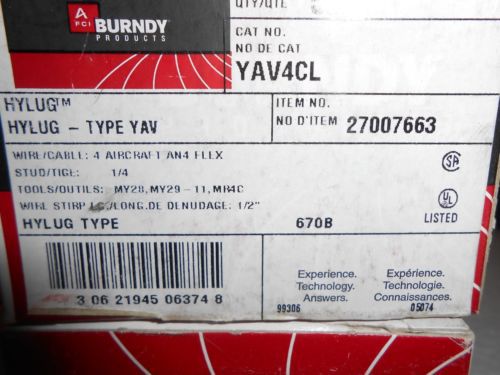 QTY/QTE
A
FCI
BURNDY
PRODUCTS
CAT NO.
NO DE CAT
YAV4CL
HYLUG™
HYLUG - TYPE YAV
ITEM NO.
NO D'ITEM 27007663
WIRE/CABLE: 4 AIRCRAFT AN4 FLEX
STUD/TIGE: 1/4
TOOLS/OUTILS: MY28,MY29-11,MR4C
WIRE STIRP LG./LONG.DE DENUDAGE: 1/2"
HYLUG TYPE 670B
SA
UL
LISTED
3 06 21945 06374 8
Experience.
Technology.
Answers.
Expérience.
Technologie.
Connaissances.
99306
05074